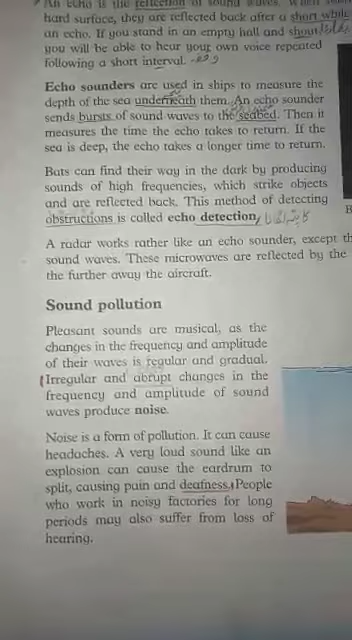 An echo is the reflection of sound waves. When
hard surface, they are reflected back after a short while
an echo. If you stand in an empty hall and shout
you will be able to hear your own voice repeated
following a short interval. وقفہ
Echo sounders are used in ships to measure the
depth of the sea underneath them. An echo sounder
sends bursts of sound waves to the seabed. Then it
measures the time the echo takes to return. If the
sea is deep, the echo takes a longer time to return.
Bats can find their way in the dark by producing
sounds of high frequencies, which strike objects
and are reflected back. This method of detecting
obstructions is called echo detection.
B
A radar works rather like an echo sounder, except th
sound waves. These microwaves are reflected by the
the further away the aircraft.
Sound pollution
Pleasant sounds are musical, as the
changes in the frequency and amplitude
of their waves is regular and gradual.
Irregular and abrupt changes in the
frequency and amplitude of sound
waves produce noise.
Noise is a form of pollution. It can cause
headaches. A very loud sound like an
explosion can cause the eardrum to
split, causing pain and deafness. People
who work in noisy factories for long
periods may also suffer from loss of
hearing.